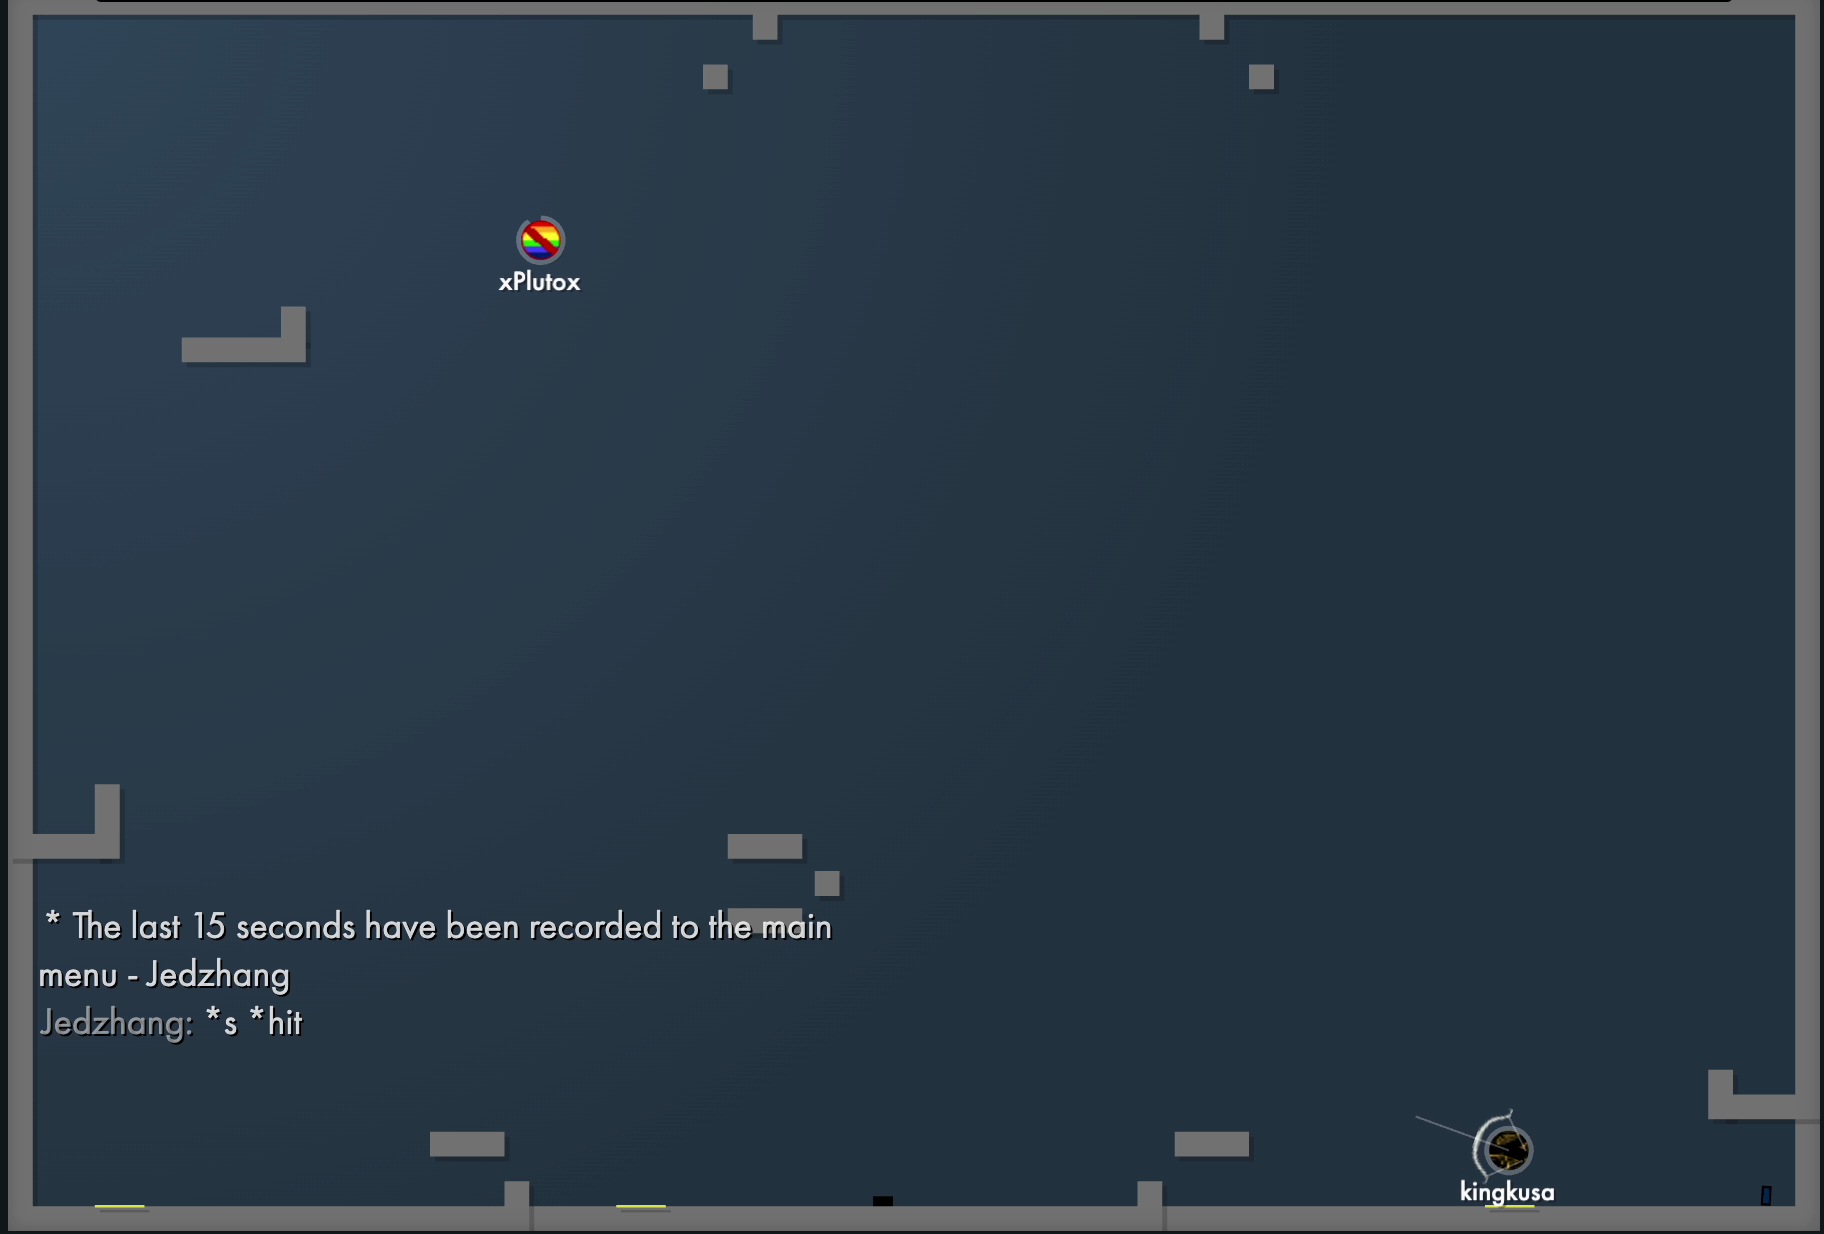 xPlutox
* The last 15 seconds have been recorded to the main
menu - Jedzhang
Jedzhang: *s *hit
kingkusa